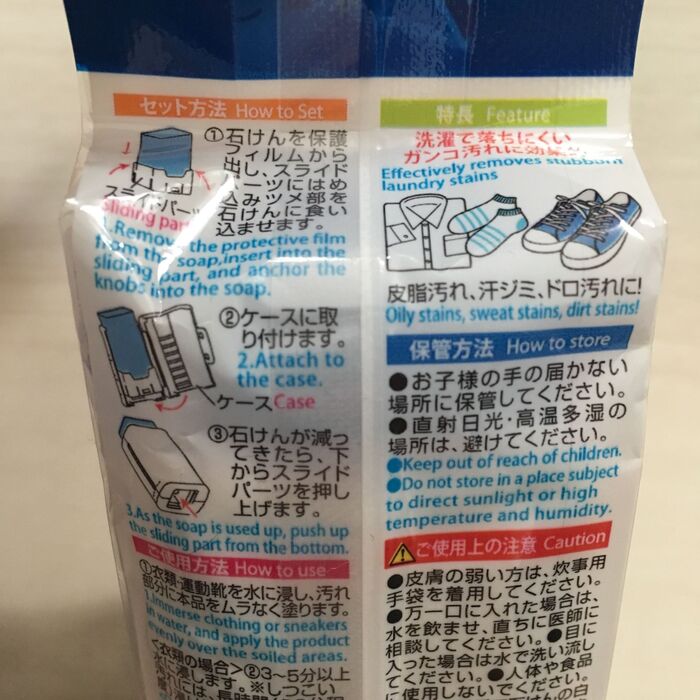 セット方法 How to Set
①石けんを保護
フィルムから
出し、スライド
パーツにはめ
込みツメ部を
石けんに食い
込ませます。
スライドパーツ
Sliding part
1.Remove the protective film
from the soap,insert into the
sliding part, and anchor the
knobs into the soap.
②ケースに取
り付けます。
2.Attach to
the case.
ケース Case
③石けんが減っ
てきたら、下
からスライド
パーツを押し
上げます。
3.As the soap is used up, push up
the sliding part from the bottom.
ご使用方法 How to use
①衣類・運動靴を水に浸し、汚れ
部分に本品をムラなく塗ります。
1.Immerse clothing or sneakers
in water, and apply the product
evenly over the soiled areas.
<衣類の場合>②3〜5分以上
水に浸します。※しつこい
特長 Feature
洗濯で落ちにくい
ガンコ汚れに効果
Effectively removes stubborn
laundry stains
皮脂汚れ、汗ジミ、ドロ汚れに!
Oily stains, sweat stains, dirt stains!
保管方法 How to store
●お子様の手の届かない
場所に保管してください。
●直射日光・高温多湿の
場所は、避けてください。
●Keep out of reach of children.
●Do not store in a place subject
to direct sunlight or high
temperature and humidity.
ご使用上の注意 Caution
●皮膚の弱い方は、炊事用
手袋を着用してください。
●万一口に入れた場合は、
水を飲ませ、直ちに医師に
相談してください。●目に
入った場合は水で洗い流し
てください。●人体や食品
に使用しないでください。